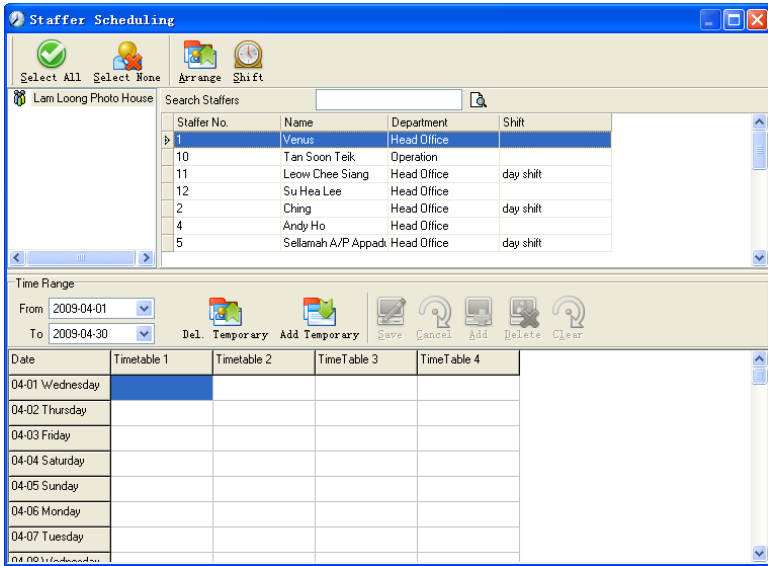 Staffer Scheduling
Select All Select None Arrange Shift
Lam Loong Photo House
Search Staffers
Staffer No. Name Department Shift
1 Venus Head Office
10 Tan Soon Teik Operation
11 Leow Chee Siang Head Office day shift
12 Su Hea Lee Head Office
2 Ching Head Office day shift
4 Andy Ho Head Office
5 Sellamah A/P Appadu Head Office day shift
Time Range
From 2009-04-01
To 2009-04-30
Del. Temporary Add Temporary Save Cancel Add Delete Clear
Date Timetable 1 Timetable 2 TimeTable 3 TimeTable 4
04-01 Wednesday
04-02 Thursday
04-03 Friday
04-04 Saturday
04-05 Sunday
04-06 Monday
04-07 Tuesday
04-08 Wednesday